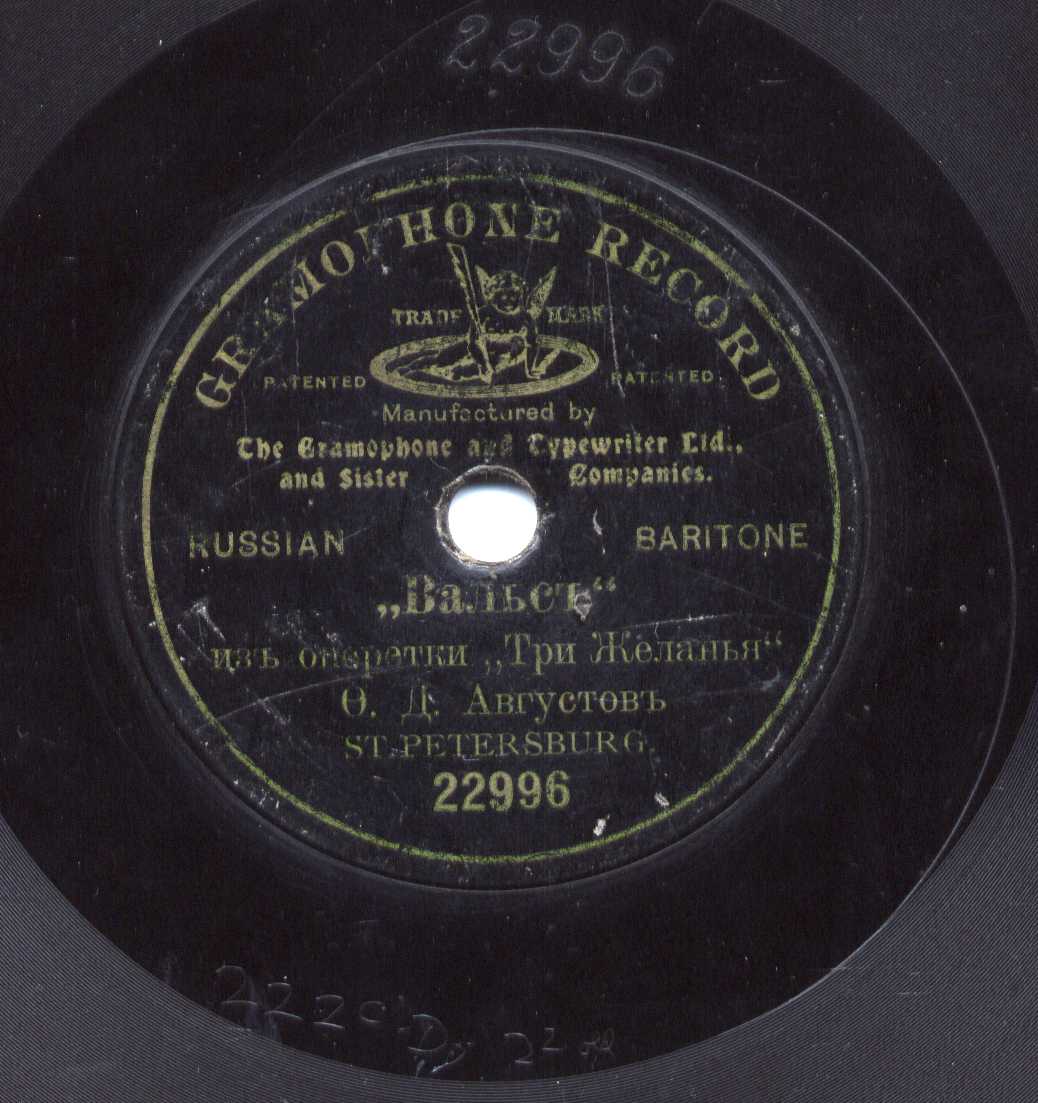 22996
GRAMOPHONE RECORD
TRADE MARK
PATENTED PATENTED
Manufactured by
The Gramophone and Typewriter Ltd.,
and Sister Companies.
RUSSIAN BARITONE
„Вальсъ“
изъ оперетки „Три Желанья“
Ѳ. Д. Августовъ
ST. PETERSBURG.
22996